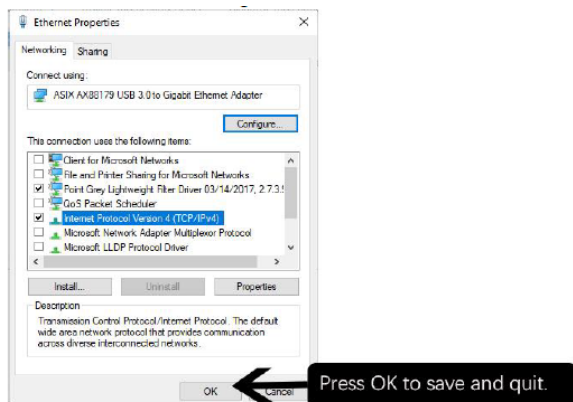 Ethernet Properties
Networking Sharing
Connect using:
ASIX AX88179 USB 3.0 to Gigabit Ethernet Adapter
Configure...
This connection uses the following items:
Client for Microsoft Networks
File and Printer Sharing for Microsoft Networks
Point Grey Lightweight Filter Driver 03/14/2017, 2.7.3.
QoS Packet Scheduler
Internet Protocol Version 4 (TCP/IPv4)
Microsoft Network Adapter Multiplexor Protocol
Microsoft LLDP Protocol Driver
Install... Uninstall Properties
Description
Transmission Control Protocol/Internet Protocol. The default
wide area network protocol that provides communication
across diverse interconnected networks.
OK Cancel
Press OK to save and quit.